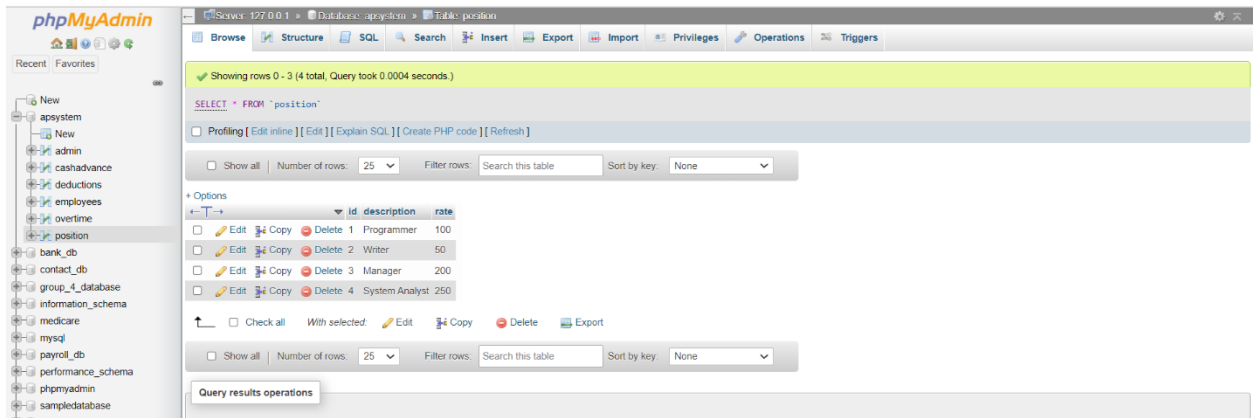 phpMyAdmin
Recent Favorites
New
apsystem
New
admin
cashadvance
deductions
employees
overtime
position
bank_db
contact_db
group_4_database
information_schema
medicare
mysql
payroll_db
performance_schema
phpmyadmin
sampledatabase
Server: 127.0.0.1 » Database: apsystem » Table: position
Browse Structure SQL Search Insert Export Import Privileges Operations Triggers
Showing rows 0 - 3 (4 total, Query took 0.0004 seconds.)
SELECT * FROM `position`
Profiling [ Edit inline ] [ Edit ] [ Explain SQL ] [ Create PHP code ] [ Refresh ]
Show all | Number of rows: 25 Filter rows: Search this table Sort by key: None
+ Options
←T→ id description rate
Edit Copy Delete 1 Programmer 100
Edit Copy Delete 2 Writer 50
Edit Copy Delete 3 Manager 200
Edit Copy Delete 4 System Analyst 250
Check all With selected: Edit Copy Delete Export
Show all | Number of rows: 25 Filter rows: Search this table Sort by key: None
Query results operations